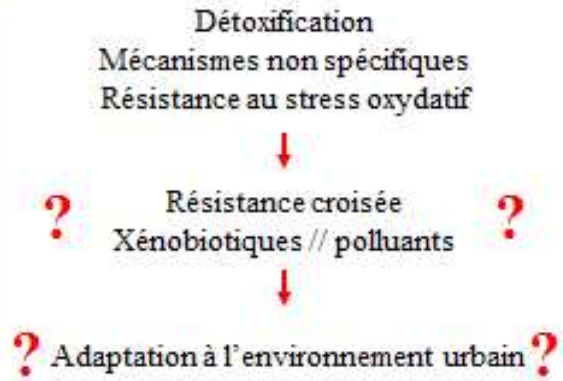 Détoxification
Mécanismes non spécifiques
Résistance au stress oxydatif
? Résistance croisée ?
Xénobiotiques // polluants
? Adaptation à l'environnement urbain ?